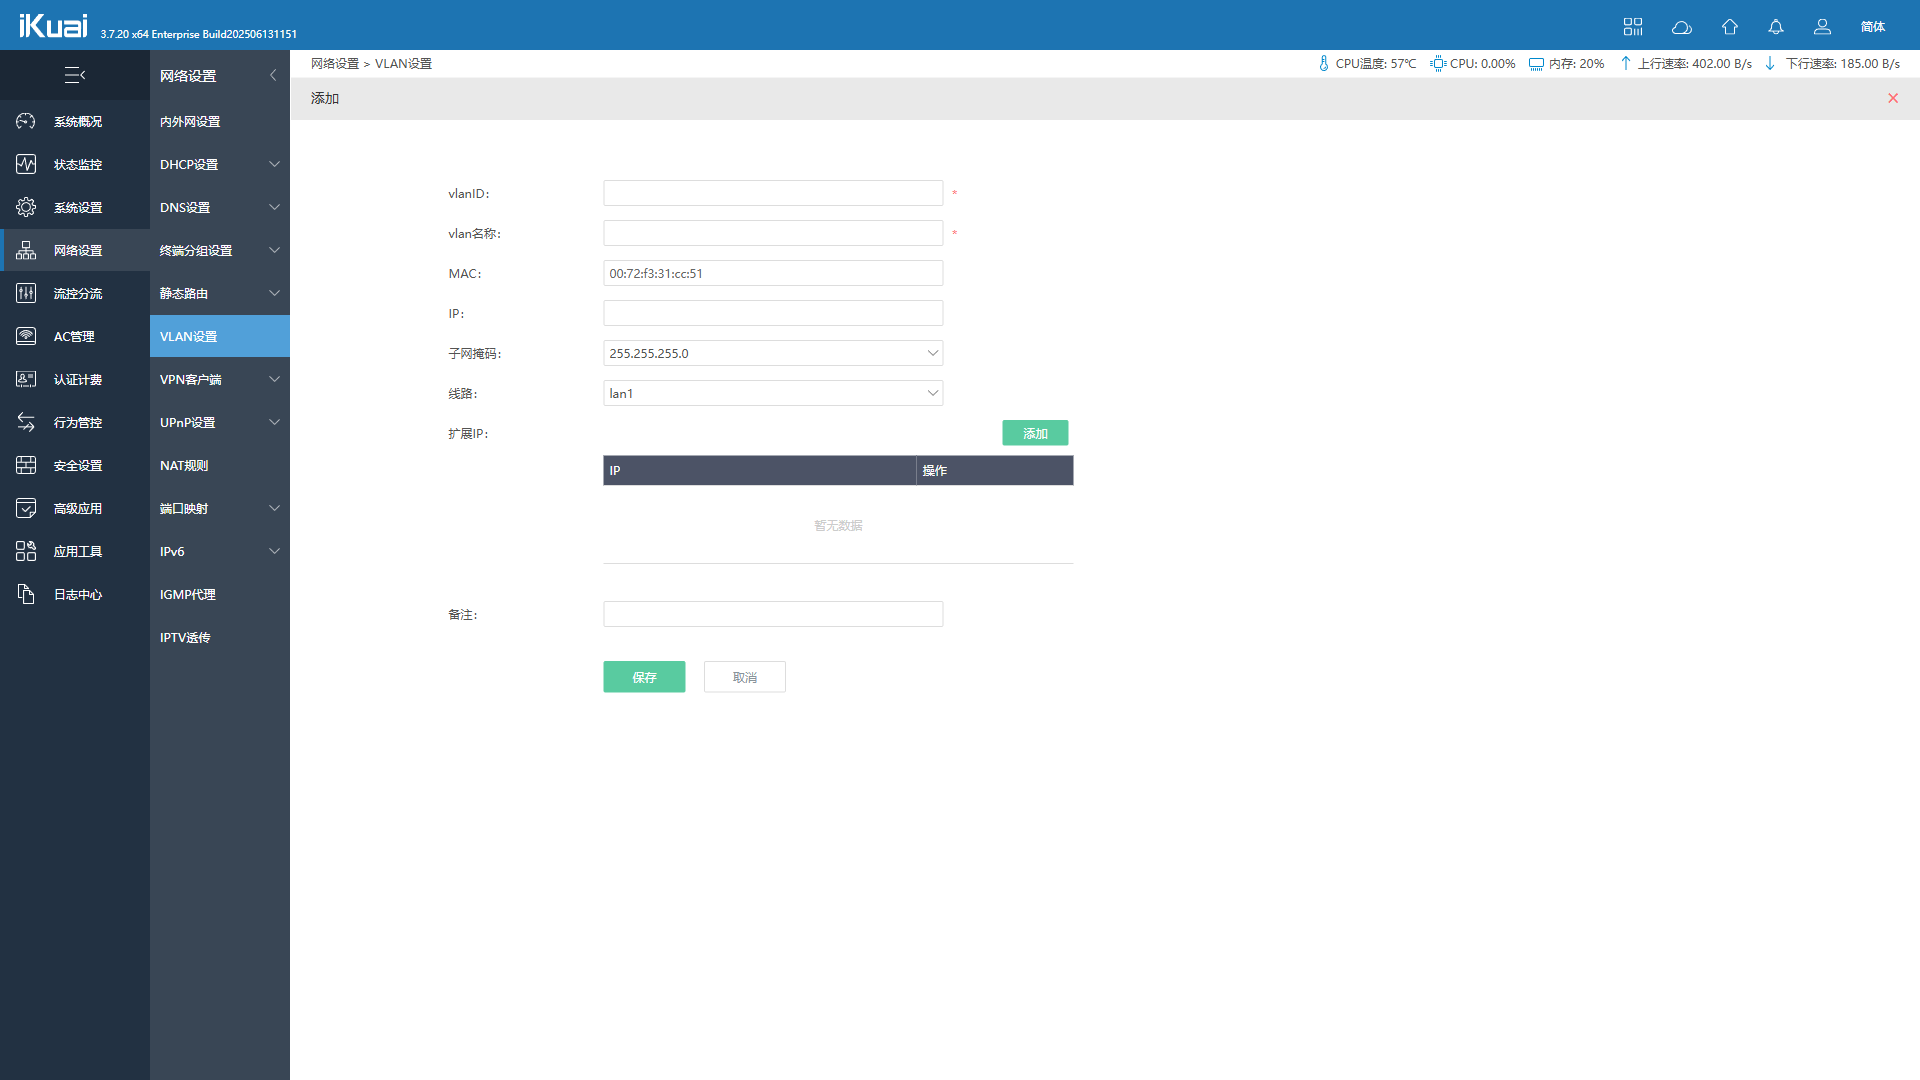 iKuai 3.7.20 x64 Enterprise Build202506131151
简体
网络设置
网络设置 > VLAN设置
CPU温度: 57℃
CPU: 0.00%
内存: 20%
上行速率: 402.00 B/s
下行速率: 185.00 B/s
添加
系统概况
状态监控
系统设置
网络设置
流控分流
AC管理
认证计费
行为管控
安全设置
高级应用
应用工具
日志中心
内外网设置
DHCP设置
DNS设置
终端分组设置
静态路由
VLAN设置
VPN客户端
UPnP设置
NAT规则
端口映射
IPv6
IGMP代理
IPTV透传
vlanID: *
vlan名称: *
MAC: 00:72:f3:31:cc:51
IP:
子网掩码: 255.255.255.0
线路: lan1
扩展IP: 添加
IP 操作
暂无数据
备注:
保存 取消